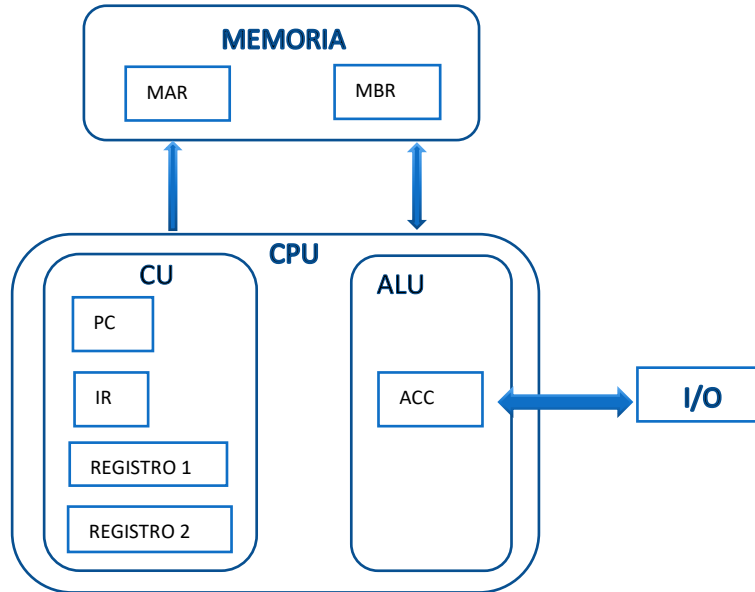 MEMORIA
MAR
MBR
CPU
CU
ALU
PC
IR
ACC
I/O
REGISTRO 1
REGISTRO 2